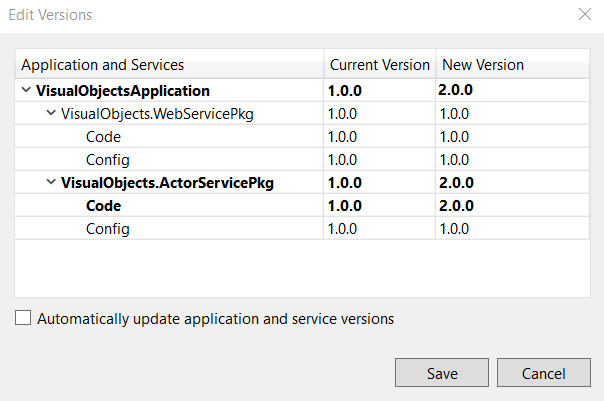 Edit Versions
Application and Services Current Version New Version
VisualObjectsApplication 1.0.0 2.0.0
VisualObjects.WebServicePkg 1.0.0 1.0.0
Code 1.0.0 1.0.0
Config 1.0.0 1.0.0
VisualObjects.ActorServicePkg 1.0.0 2.0.0
Code 1.0.0 2.0.0
Config 1.0.0 1.0.0
Automatically update application and service versions
Save Cancel